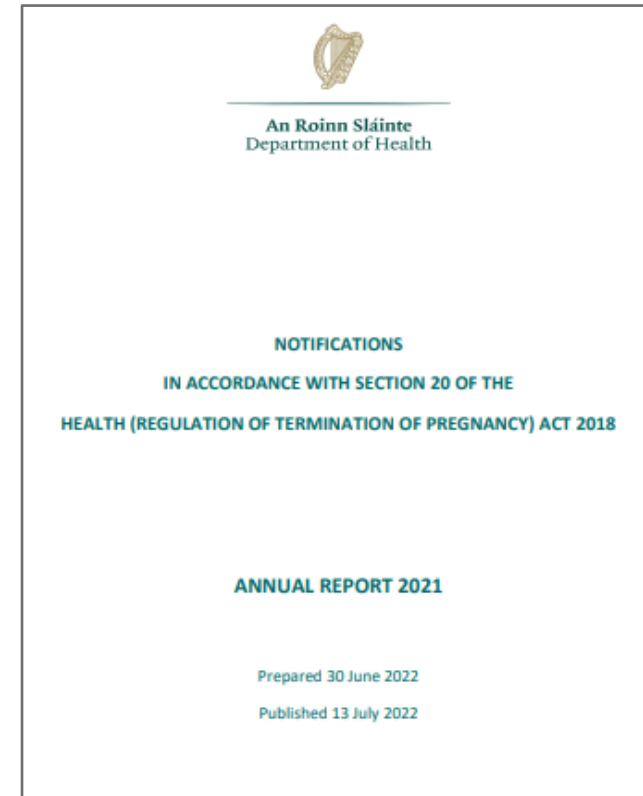 An Roinn Sláinte
Department of Health
NOTIFICATIONS
IN ACCORDANCE WITH SECTION 20 OF THE
HEALTH (REGULATION OF TERMINATION OF PREGNANCY) ACT 2018
ANNUAL REPORT 2021
Prepared 30 June 2022
Published 13 July 2022